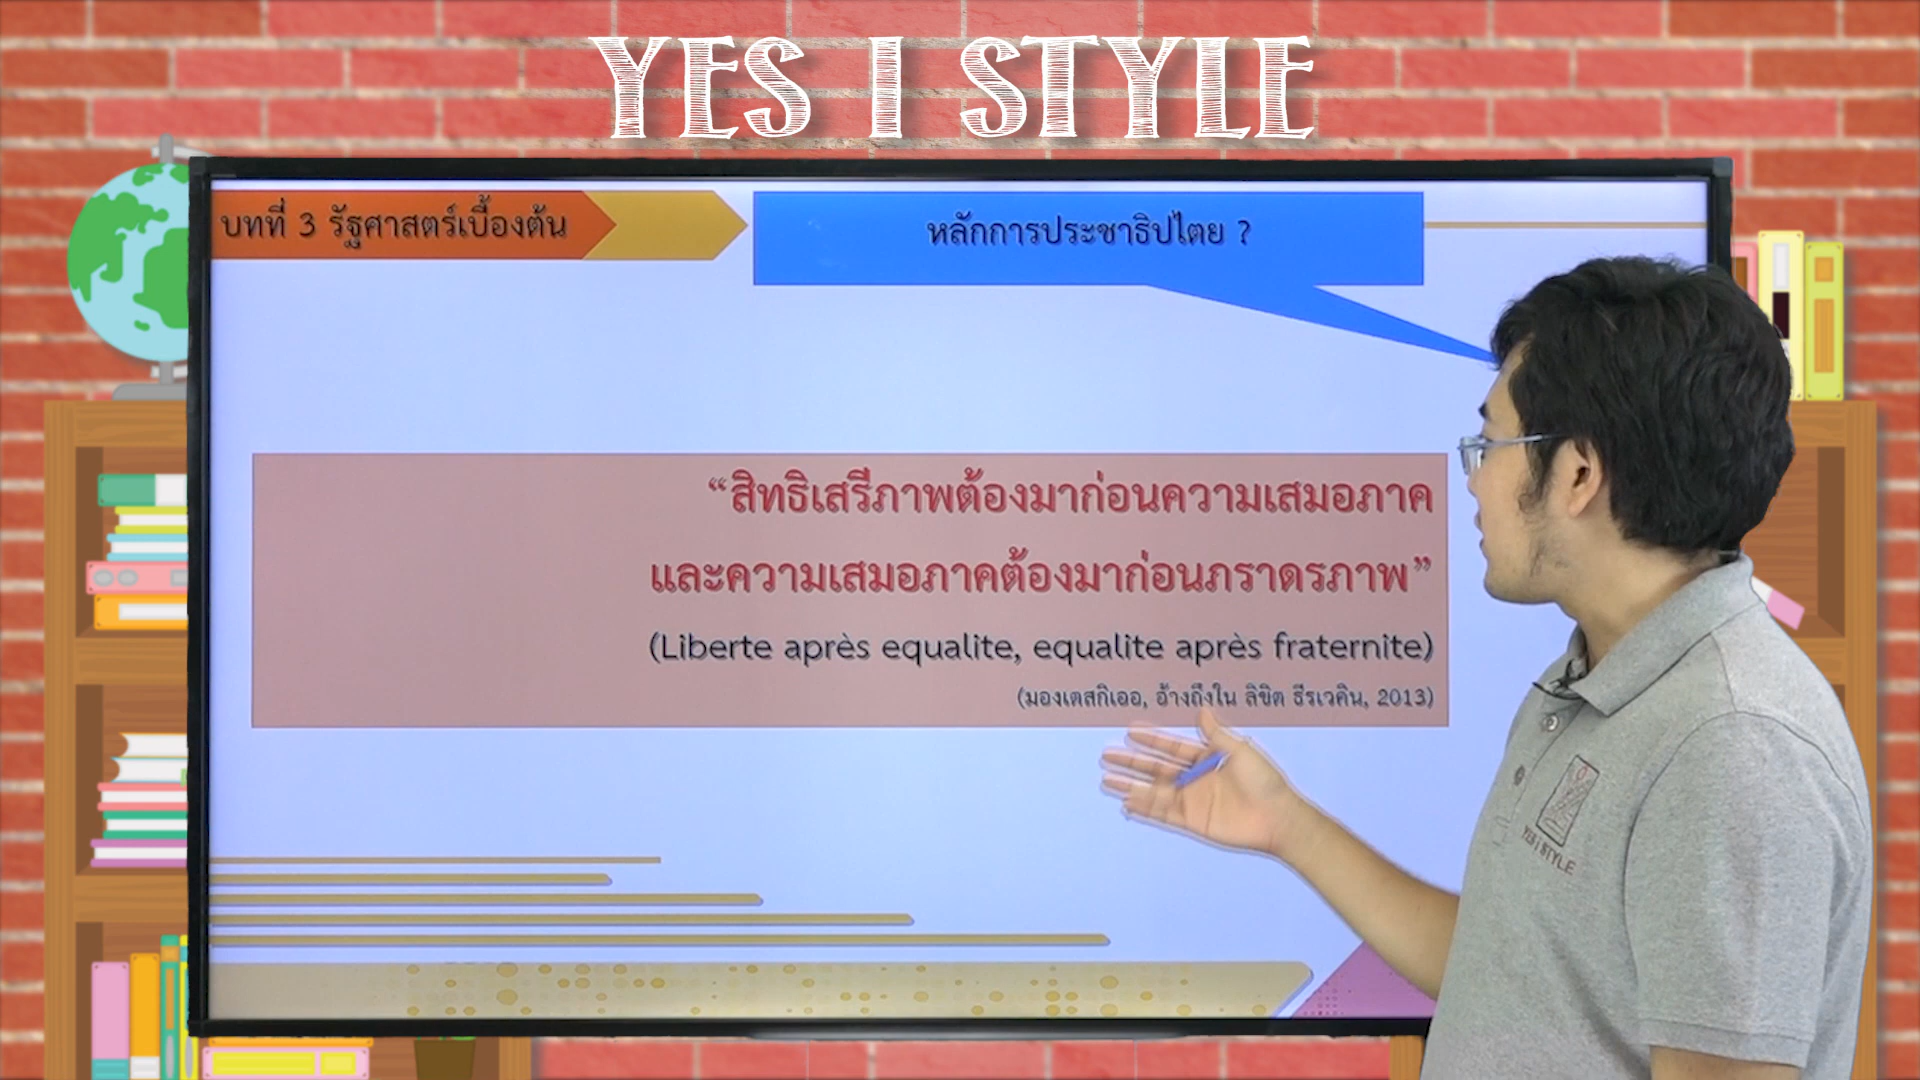 YES I STYLE
บทที่ 3 รัฐศาสตร์เบื้องต้น
หลักการประชาธิปไตย ?
“สิทธิเสรีภาพต้องมาก่อนความเสมอภาค
และความเสมอภาคต้องมาก่อนภราดรภาพ”
(Liberte après equalite, equalite après fraternite)
(มองเตสกิเออ, อ้างถึงใน ลิขิต ธีรเวคิน, 2013)
YES I STYLE